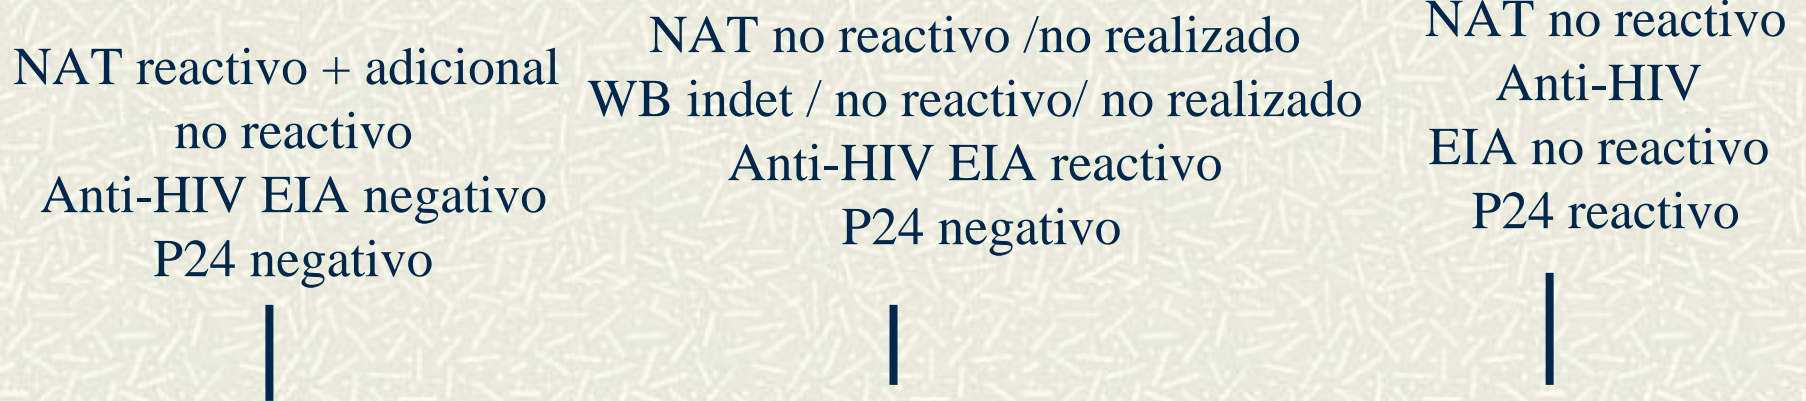 NAT reactivo + adicional
no reactivo
Anti-HIV EIA negativo
P24 negativo
NAT no reactivo /no realizado
WB indet / no reactivo/ no realizado
Anti-HIV EIA reactivo
P24 negativo
NAT no reactivo
Anti-HIV
EIA no reactivo
P24 reactivo